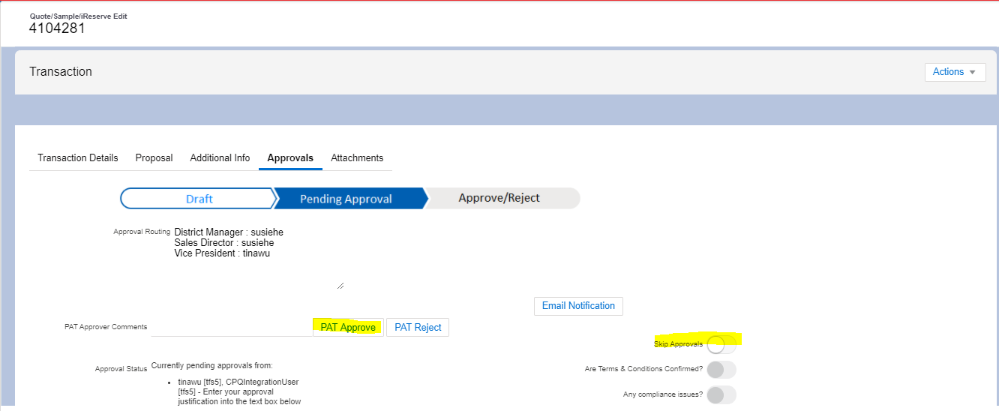 Quote/Sample/iReserve Edit
4104281
Transaction
Actions
Transaction Details Proposal Additional Info Approvals Attachments
Draft Pending Approval Approve/Reject
Approval Routing District Manager : susiehe
Sales Director : susiehe
Vice President : tinawu
Email Notification
PAT Approver Comments PAT Approve PAT Reject
Skip Approvals
Approval Status Currently pending approvals from:
Are Terms & Conditions Confirmed?
• tinawu [tfs5], CPQIntegrationUser
[tfs5] - Enter your approval
justification into the text box below
Any compliance issues?